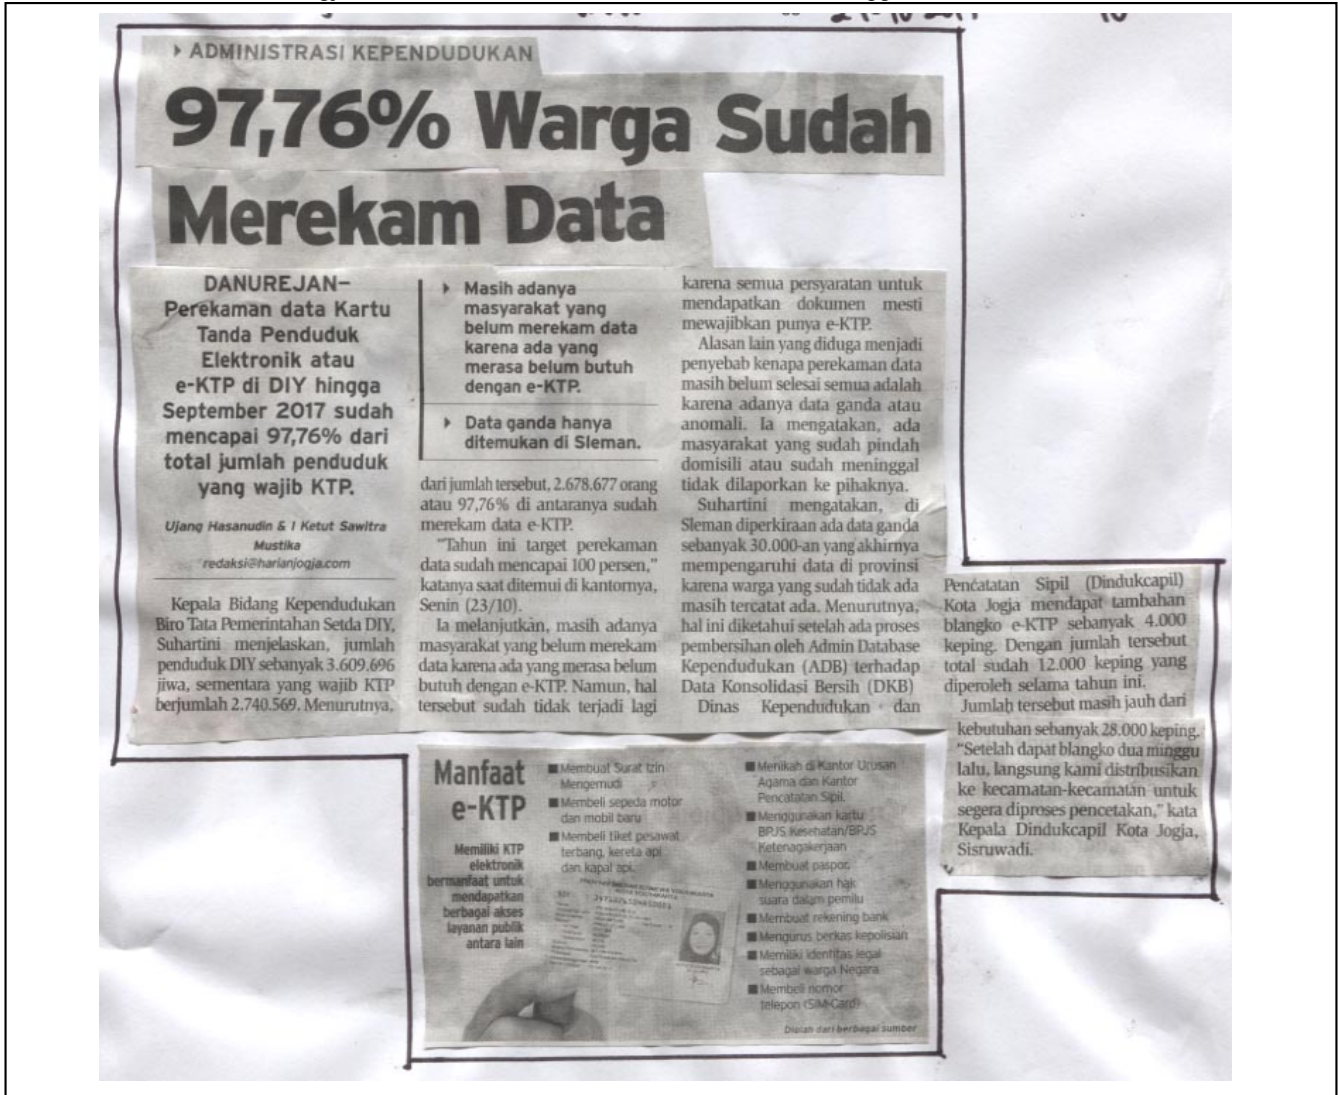 ▸ ADMINISTRASI KEPENDUDUKAN
97,76% Warga Sudah
Merekam Data
DANUREJAN—
Perekaman data Kartu
Tanda Penduduk
Elektronik atau
e-KTP di DIY hingga
September 2017 sudah
mencapai 97,76% dari
total jumlah penduduk
yang wajib KTP.
Ujang Hasanudin & I Ketut Sawitra
Mustika
redaksi@harianjogja.com
Kepala Bidang Kependudukan
Biro Tata Pemerintahan Setda DIY,
Suhartini menjelaskan, jumlah
penduduk DIY sebanyak 3.609.696
jiwa, sementara yang wajib KTP
berjumlah 2.740.569. Menurutnya,
▸ Masih adanya
masyarakat yang
belum merekam data
karena ada yang
merasa belum butuh
dengan e-KTP.
▸ Data ganda hanya
ditemukan di Sleman.
dari jumlah tersebut, 2.678.677 orang
atau 97,76% di antaranya sudah
merekam data e-KTP.
"Tahun ini target perekaman
data sudah mencapai 100 persen,"
katanya saat ditemui di kantornya,
Senin (23/10).
Ia melanjutkan, masih adanya
masyarakat yang belum merekam
data karena ada yang merasa belum
butuh dengan e-KTP. Namun, hal
tersebut sudah tidak terjadi lagi
karena semua persyaratan untuk
mendapatkan dokumen mesti
mewajibkan punya e-KTP.
Alasan lain yang diduga menjadi
penyebab kenapa perekaman data
masih belum selesai semua adalah
karena adanya data ganda atau
anomali. Ia mengatakan, ada
masyarakat yang sudah pindah
domisili atau sudah meninggal
tidak dilaporkan ke pihaknya.
Suhartini mengatakan, di
Sleman diperkiraan ada data ganda
sebanyak 30.000-an yang akhirnya
mempengaruhi data di provinsi
karena warga yang sudah tidak ada
masih tercatat ada. Menurutnya,
hal ini diketahui setelah ada proses
pembersihan oleh Admin Database
Kependudukan (ADB) terhadap
Data Konsolidasi Bersih (DKB)
Dinas Kependudukan dan
Pencatatan Sipil (Dindukcapil)
Kota Jogja mendapat tambahan
blangko e-KTP sebanyak 4.000
keping. Dengan jumlah tersebut
total sudah 12.000 keping yang
diperoleh selama tahun ini.
Jumlah tersebut masih jauh dari
kebutuhan sebanyak 28.000 keping.
"Setelah dapat blangko dua minggu
lalu, langsung kami distribusikan
ke kecamatan-kecamatan untuk
segera diproses pencetakan," kata
Kepala Dindukcapil Kota Jogja,
Sisruwadi.
Manfaat
e-KTP
Memiliki KTP
elektronik
bermanfaat untuk
mendapatkan
berbagai akses
layanan publik
antara lain
■ Membuat Surat Izin
Mengemudi
■ Membeli sepeda motor
dan mobil baru
■ Membeli tiket pesawat
terbang, kereta api
dan kapal api.
■ Menikah di Kantor Urusan
Agama dan Kantor
Pencatatan Sipil.
■ Menggunakan kartu
BPJS Kesehatan/BPJS
Ketenagakerjaan
■ Membuat paspor.
■ Menggunakan hak
suara dalam pemilu
■ Membuat rekening bank
■ Mengurus berkas kepolisian
■ Memiliki identitas legal
sebagai warga Negara
■ Membeli nomor
telepon (SIM-Card)
Diolah dari berbagai sumber